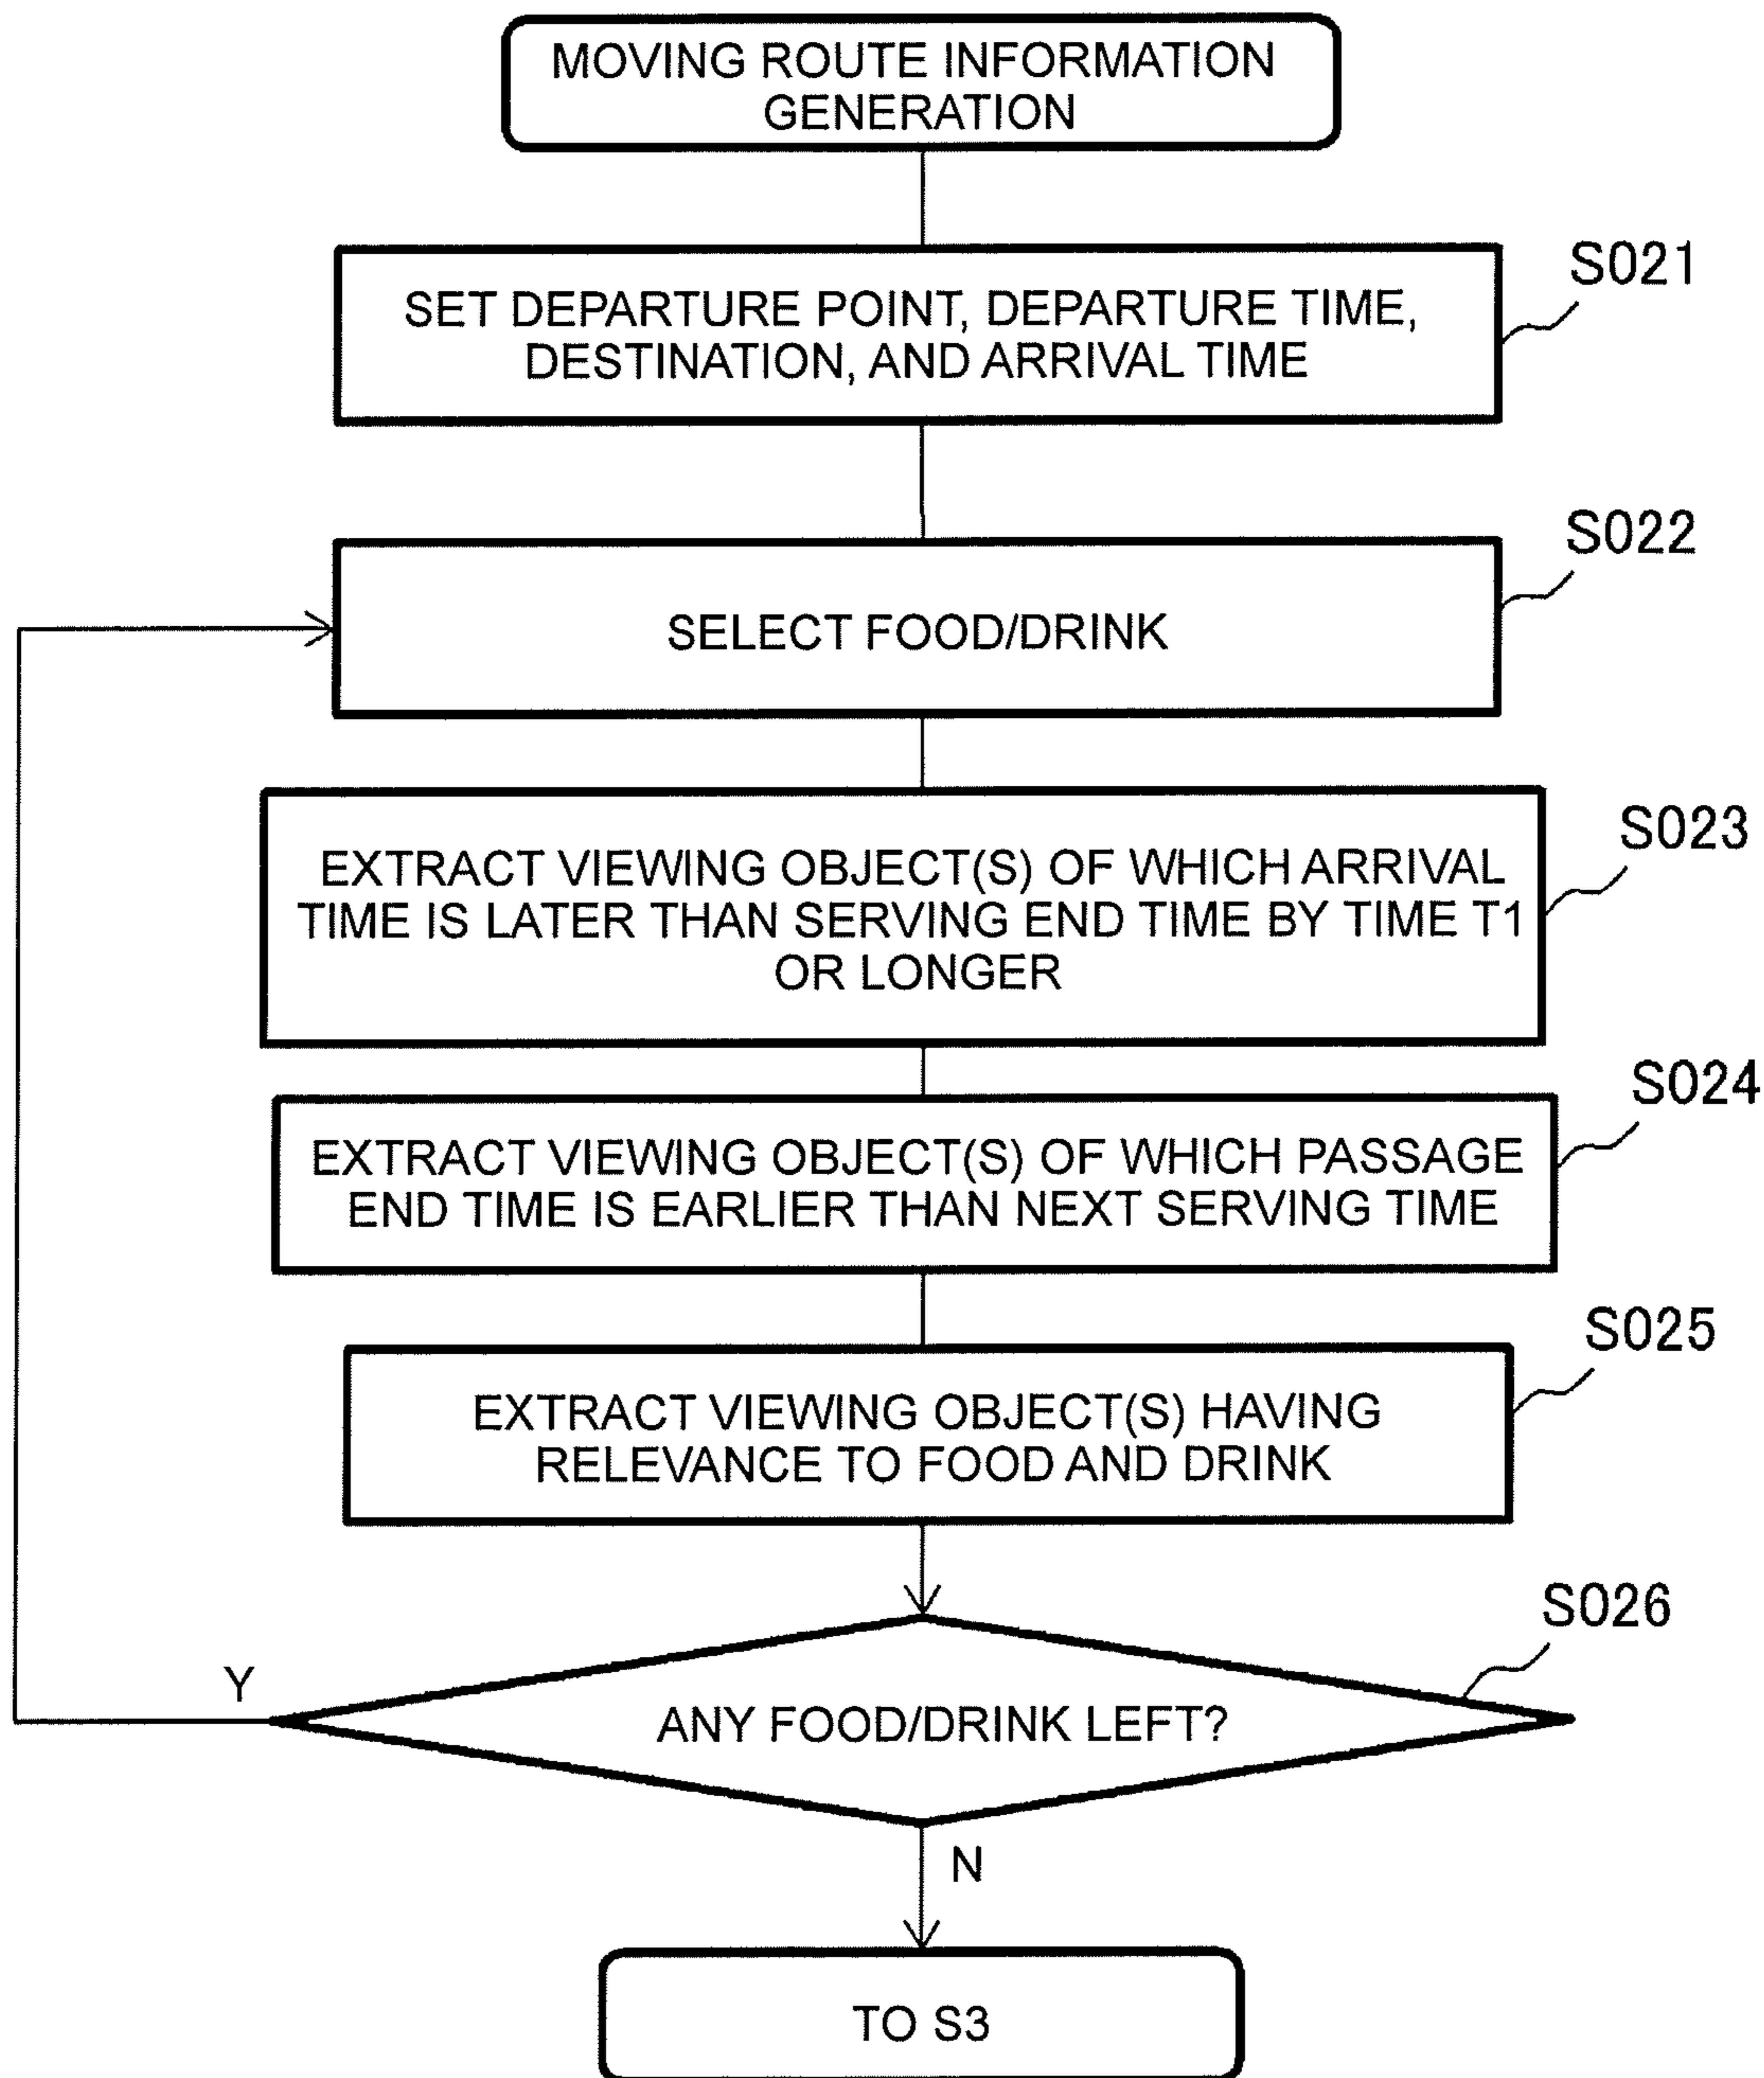 MOVING ROUTE INFORMATION
GENERATION
S021
SET DEPARTURE POINT, DEPARTURE TIME,
DESTINATION, AND ARRIVAL TIME
S022
SELECT FOOD/DRINK
S023
EXTRACT VIEWING OBJECT(S) OF WHICH ARRIVAL
TIME IS LATER THAN SERVING END TIME BY TIME T1
OR LONGER
S024
EXTRACT VIEWING OBJECT(S) OF WHICH PASSAGE
END TIME IS EARLIER THAN NEXT SERVING TIME
S025
EXTRACT VIEWING OBJECT(S) HAVING
RELEVANCE TO FOOD AND DRINK
S026
Y
ANY FOOD/DRINK LEFT?
N
TO S3